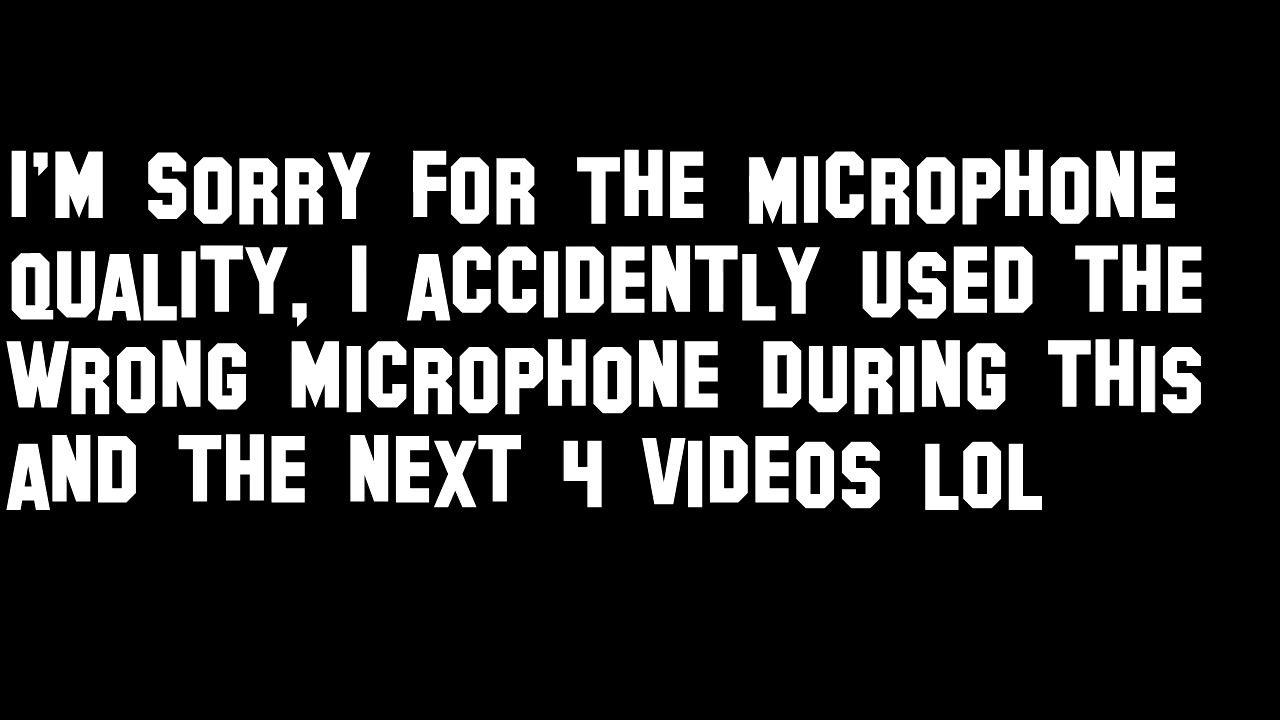 I'M SORRY FOR THE MICROPHONE
QUALITY, I ACCIDENTLY USED THE
WRONG MICROPHONE DURING THIS
AND THE NEXT 4 VIDEOS LOL